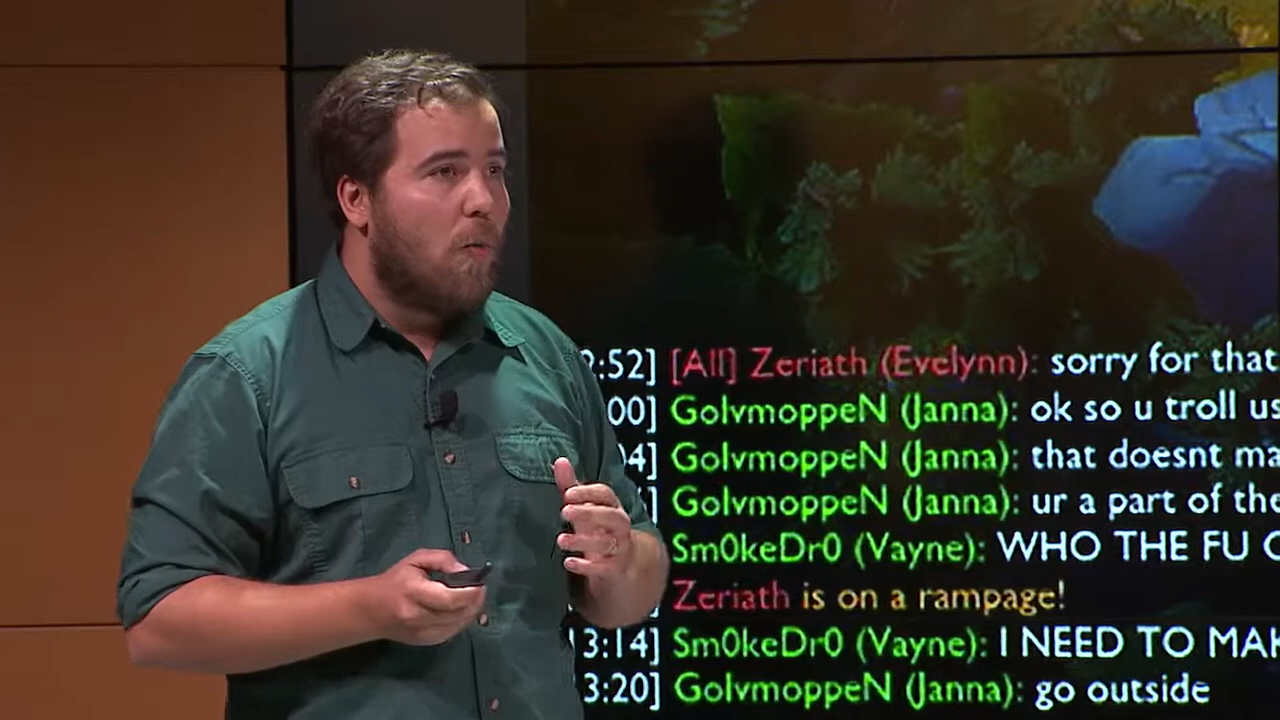 2:52] [All] Zeriath (Evelynn): sorry for that
00] GolvmoppeN (Janna): ok so u troll us
04] GolvmoppeN (Janna): that doesnt ma
] GolvmoppeN (Janna): ur a part of the
Sm0keDr0 (Vayne): WHO THE FU
] Zeriath is on a rampage!
13:14] Sm0keDr0 (Vayne): I NEED TO MAK
3:20] GolvmoppeN (Janna): go outside